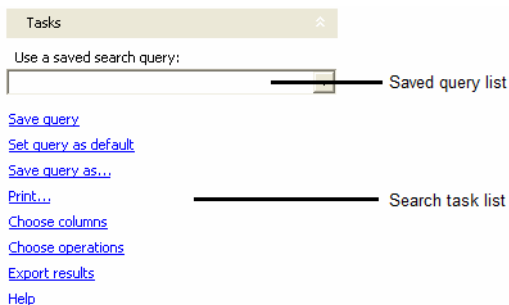 Tasks
Use a saved search query:
Saved query list
Save query
Set query as default
Save query as...
Print...
Search task list
Choose columns
Choose operations
Export results
Help